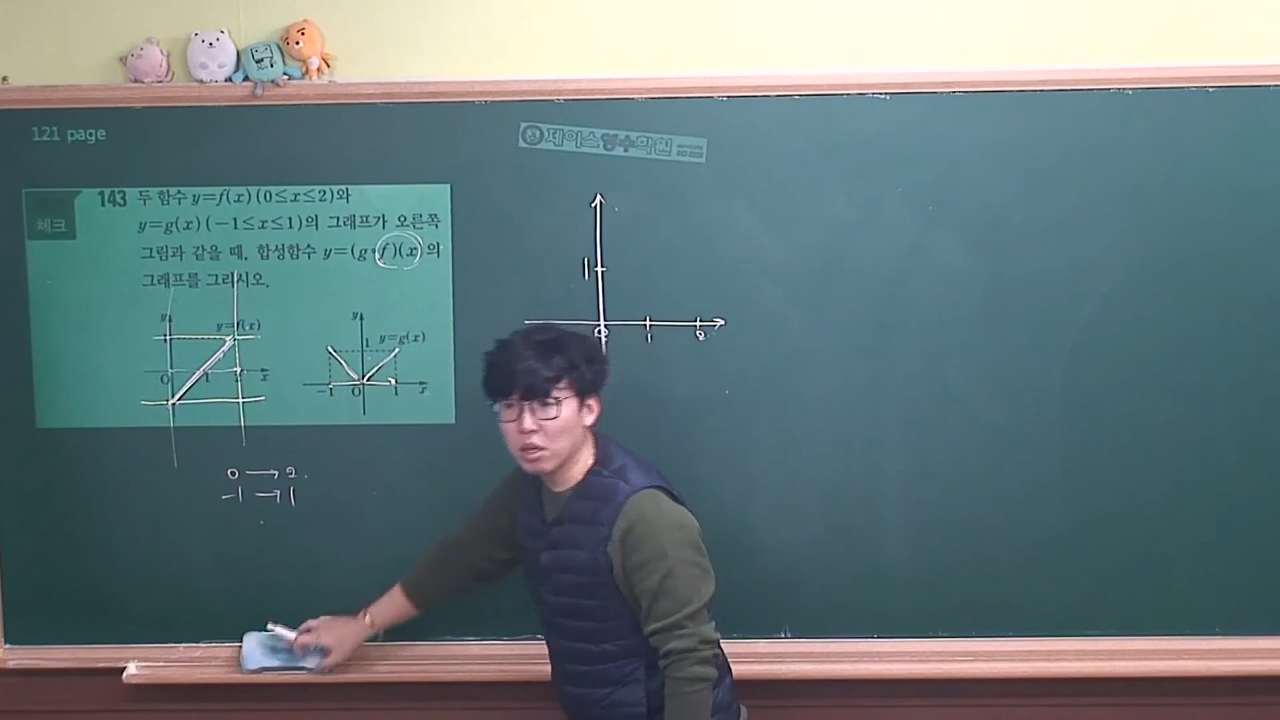 121 page
제이스영수학원
체크
143 두 함수 y=f(x) (0≤x≤2)와
y=g(x) (-1≤x≤1)의 그래프가 오른쪽
그림과 같을 때, 합성함수 y=(g∘f)(x)의
그래프를 그리시오.
y
y=f(x)
O 1 2 x
y
1
y=g(x)
-1 O 1 x
1
0 1 2
0 → 2
-1 → 1